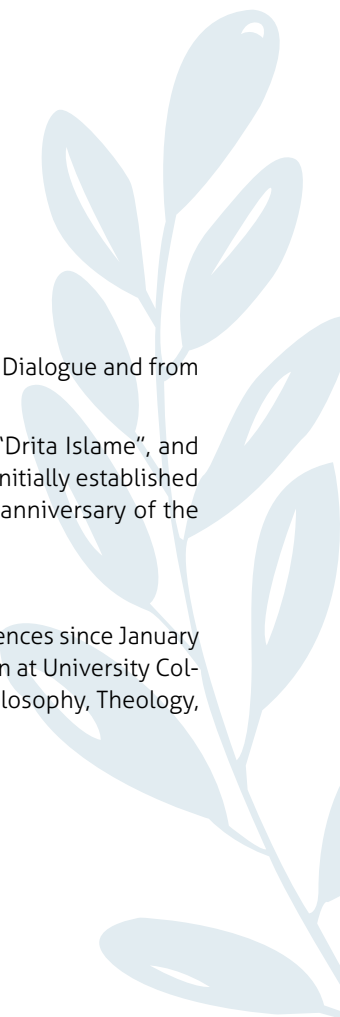 Dialogue and from
“Drita Islame”, and
nitially established
anniversary of the
ences since January
n at University Col-
losophy, Theology,